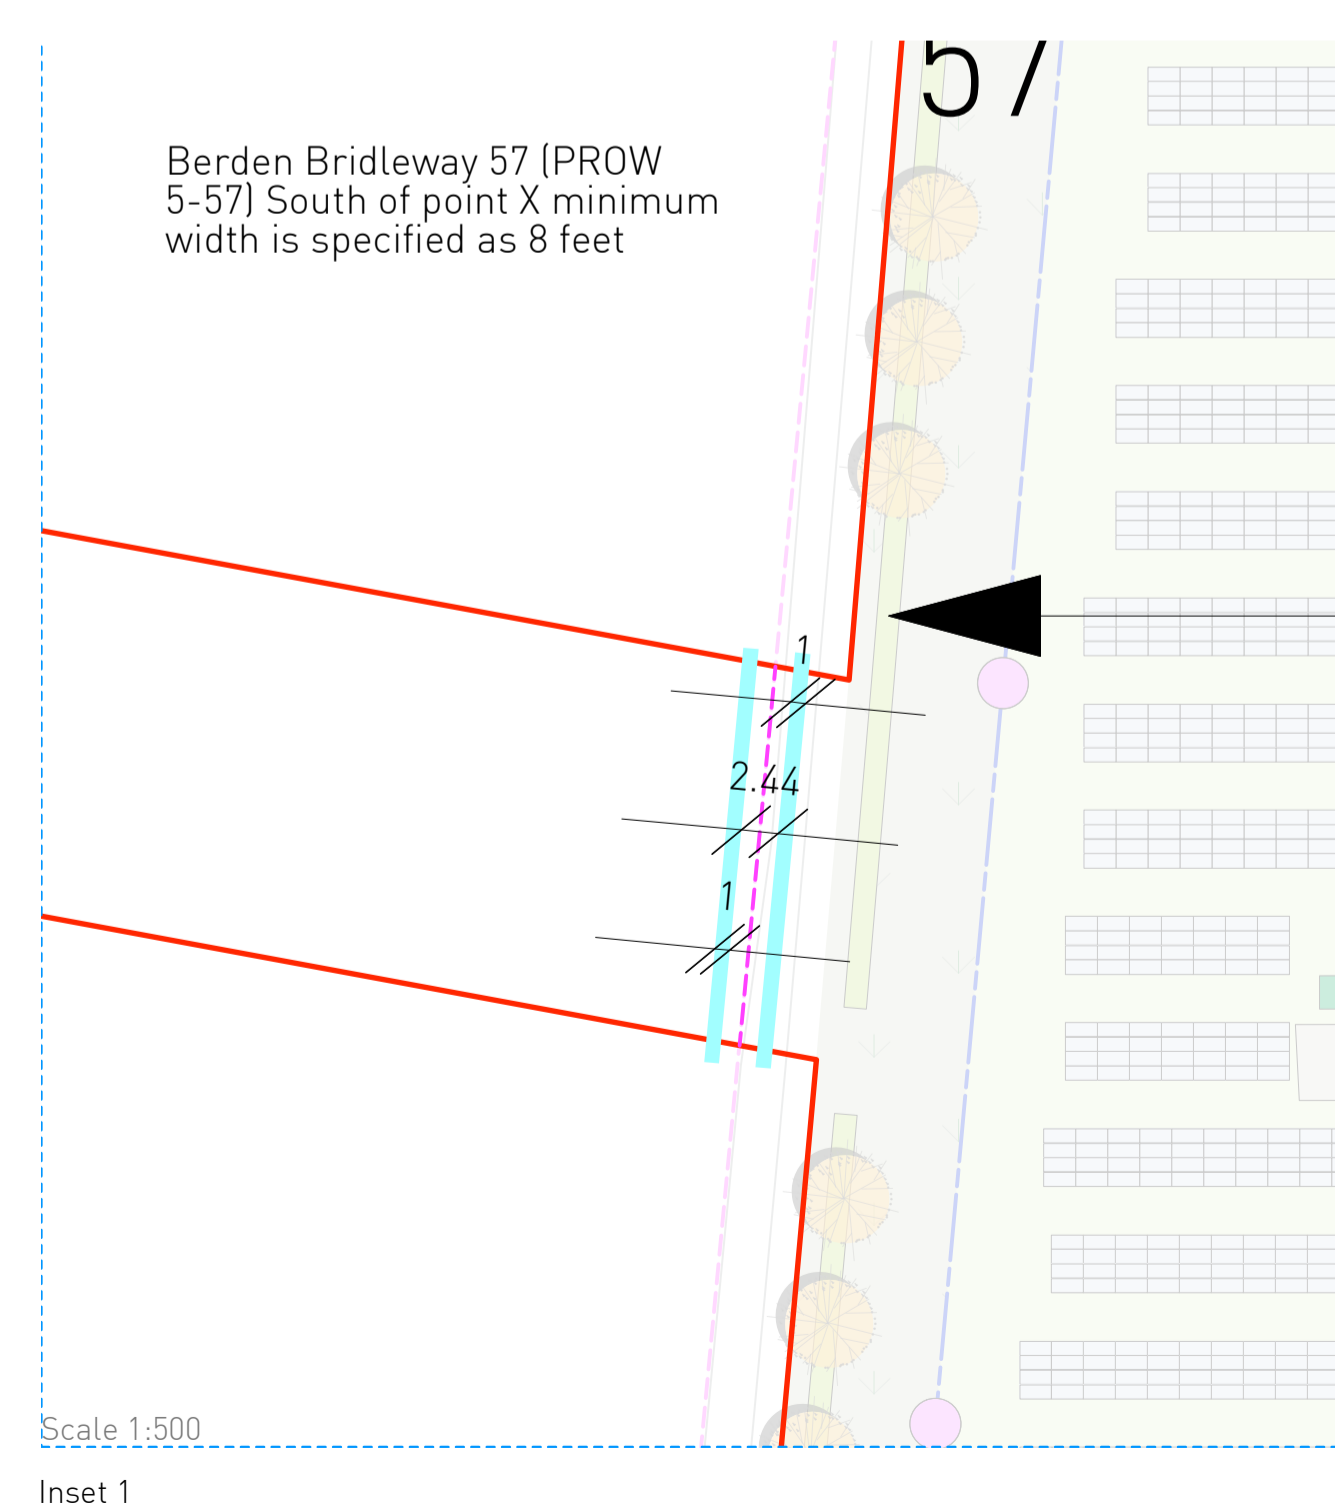 57
Berden Bridleway 57 (PROW
5-57) South of point X minimum
width is specified as 8 feet
1
2.44
1
Scale 1:500
Inset 1